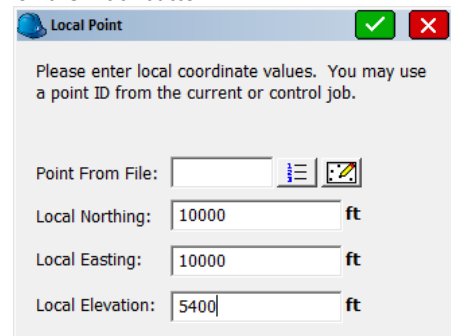 Local Point
Please enter local coordinate values. You may use
a point ID from the current or control job.
Point From File:
Local Northing: 10000 ft
Local Easting: 10000 ft
Local Elevation: 5400 ft